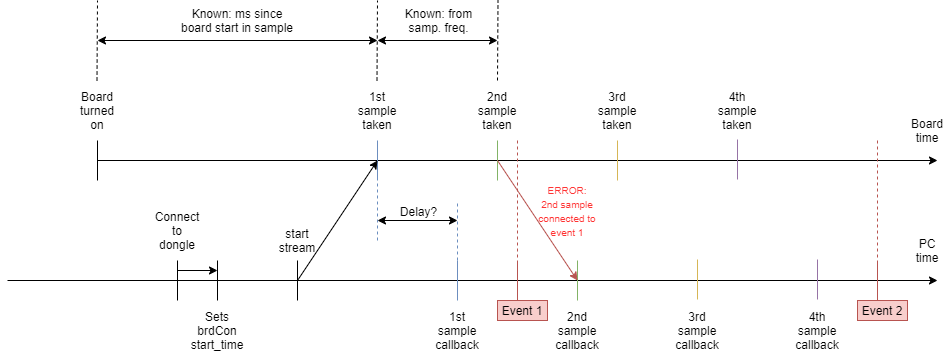 Known: ms since
board start in sample
Known: from
samp. freq.
Board
turned
on
1st
sample
taken
2nd
sample
taken
3rd
sample
taken
4th
sample
taken
Board
time
ERROR:
2nd sample
connected to
event 1
Connect
to
dongle
Delay?
start
stream
PC
time
Sets
brdCon
start_time
1st
sample
callback
Event 1
2nd
sample
callback
3rd
sample
callback
4th
sample
callback
Event 2